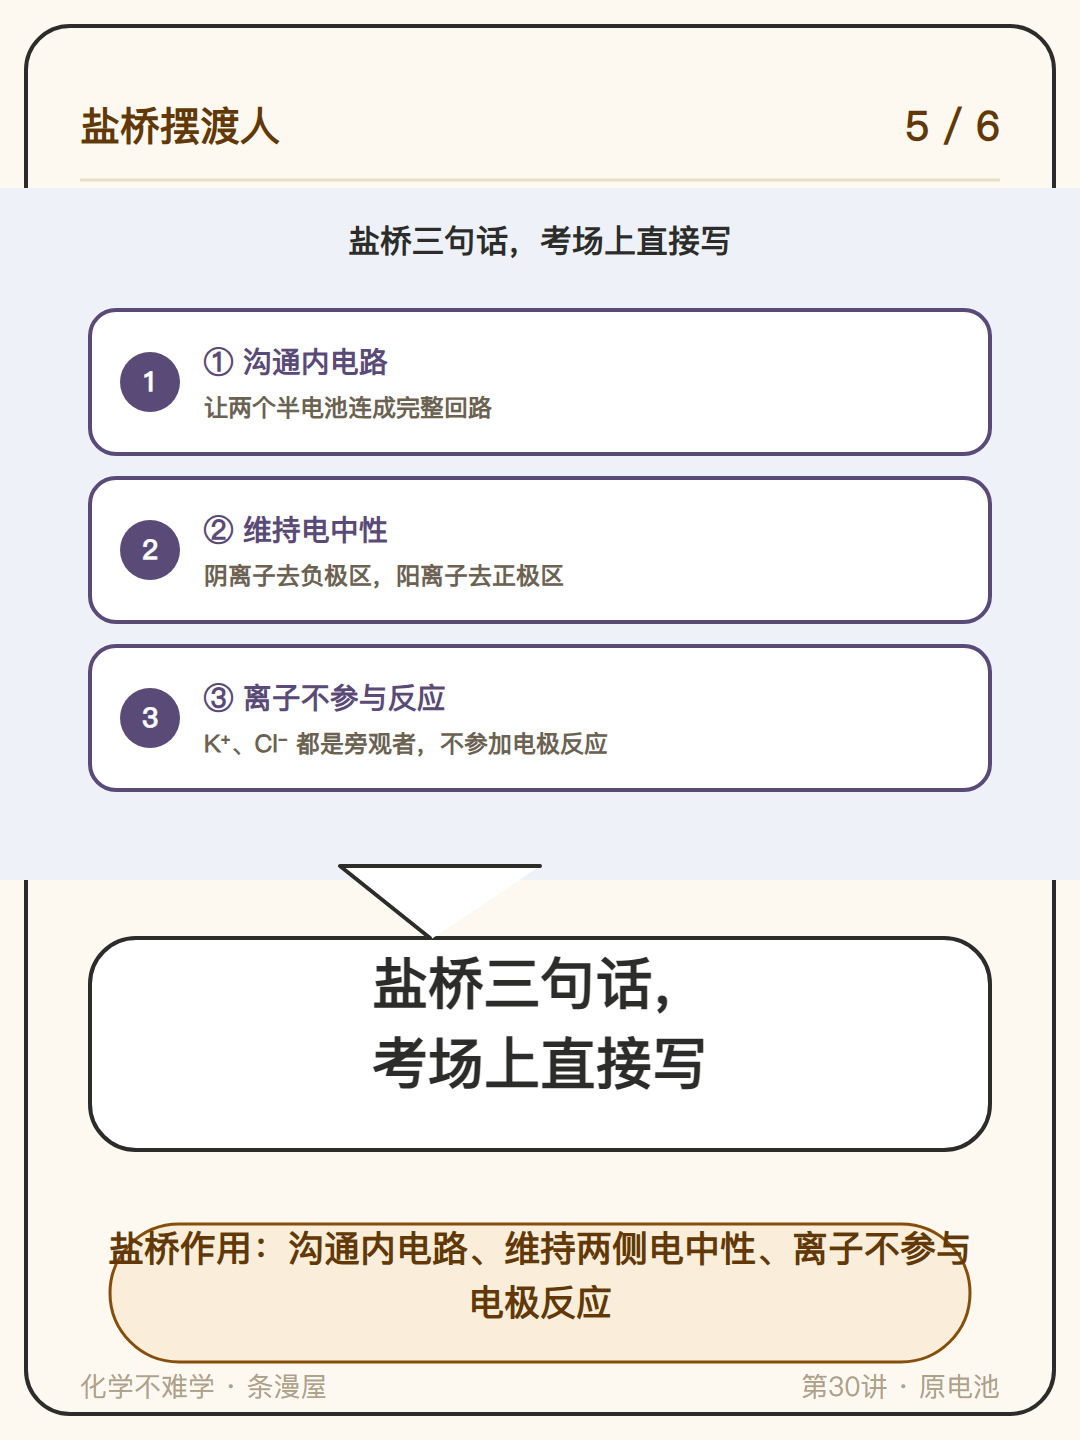 盐桥摆渡人
5 / 6
盐桥三句话，考场上直接写
1
① 沟通内电路
让两个半电池连成完整回路
2
② 维持电中性
阴离子去负极区，阳离子去正极区
3
③ 离子不参与反应
K⁺、Cl⁻ 都是旁观者，不参加电极反应
盐桥三句话，
考场上直接写
盐桥作用：沟通内电路、维持两侧电中性、离子不参与
电极反应
化学不难学 · 条漫屋
第30讲 · 原电池